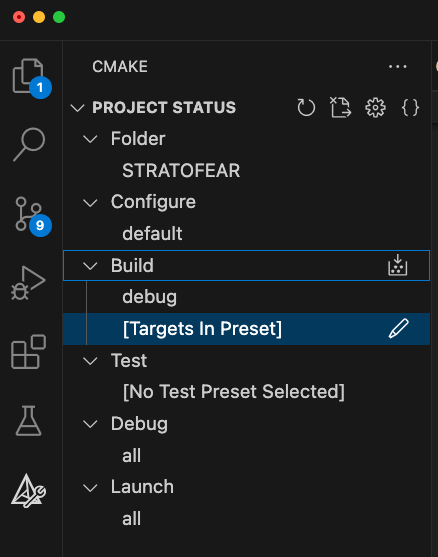 CMAKE
1
PROJECT STATUS
Folder
STRATOFEAR
Configure
default
9
Build
debug
[Targets In Preset]
Test
[No Test Preset Selected]
Debug
all
Launch
all